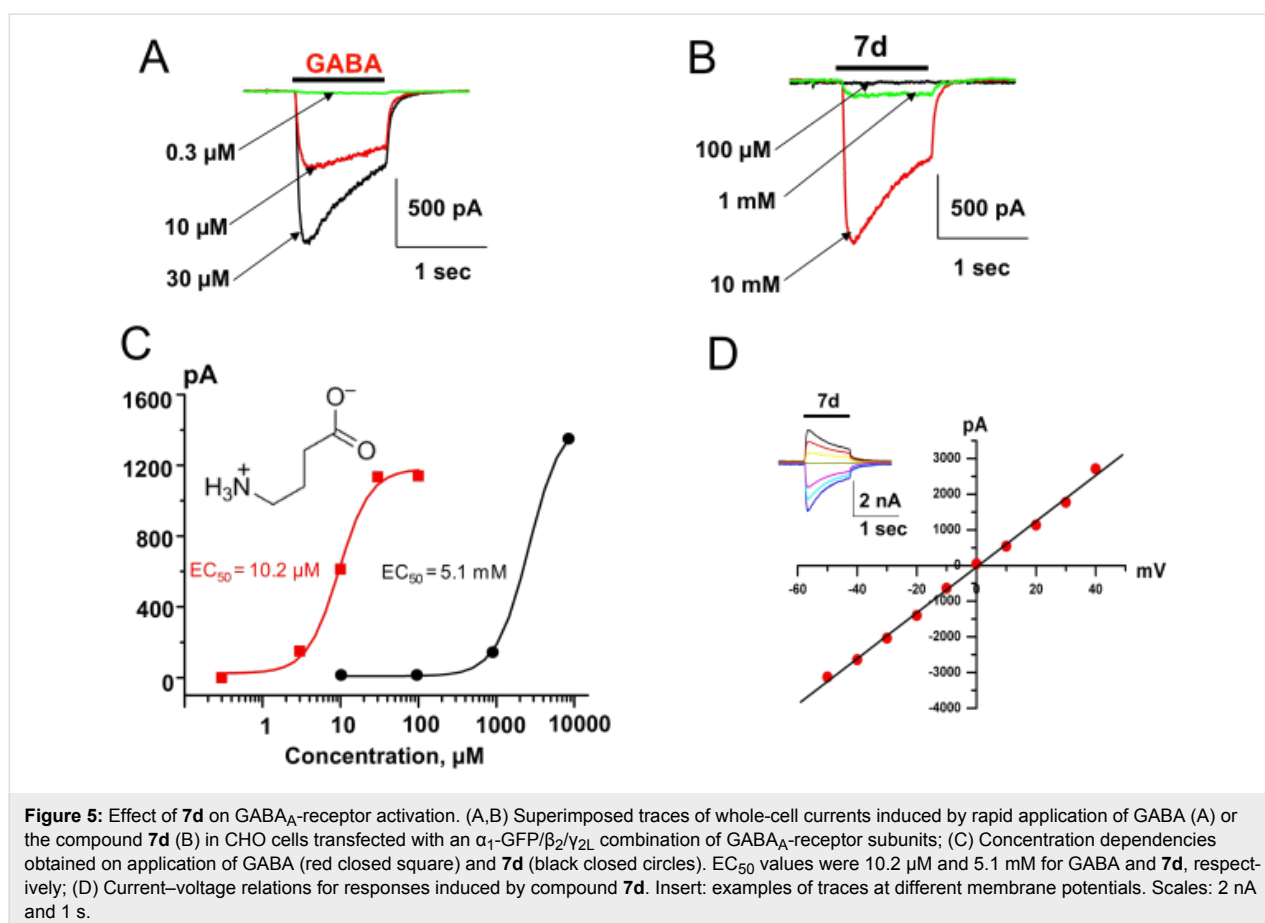 A
GABA
0.3 µM
10 µM
30 µM
500 pA
1 sec
B
7d
100 µM
1 mM
10 mM
500 pA
1 sec
C
pA
1600
1200
800
400
0
O⁻
O
H₃N⁺
EC₅₀ = 10.2 µM
EC₅₀ = 5.1 mM
1 10 100 1000 10000
Concentration, µM
D
7d
2 nA
1 sec
pA
3000
2000
1000
0
-1000
-2000
-3000
-4000
-60 -40 -20 0 20 40
mV
Figure 5: Effect of 7d on GABA_A-receptor activation. (A,B) Superimposed traces of whole-cell currents induced by rapid application of GABA (A) or
the compound 7d (B) in CHO cells transfected with an α₁-GFP/β₂/γ₂L combination of GABA_A-receptor subunits; (C) Concentration dependencies
obtained on application of GABA (red closed square) and 7d (black closed circles). EC₅₀ values were 10.2 µM and 5.1 mM for GABA and 7d, respect-
ively; (D) Current–voltage relations for responses induced by compound 7d. Insert: examples of traces at different membrane potentials. Scales: 2 nA
and 1 s.